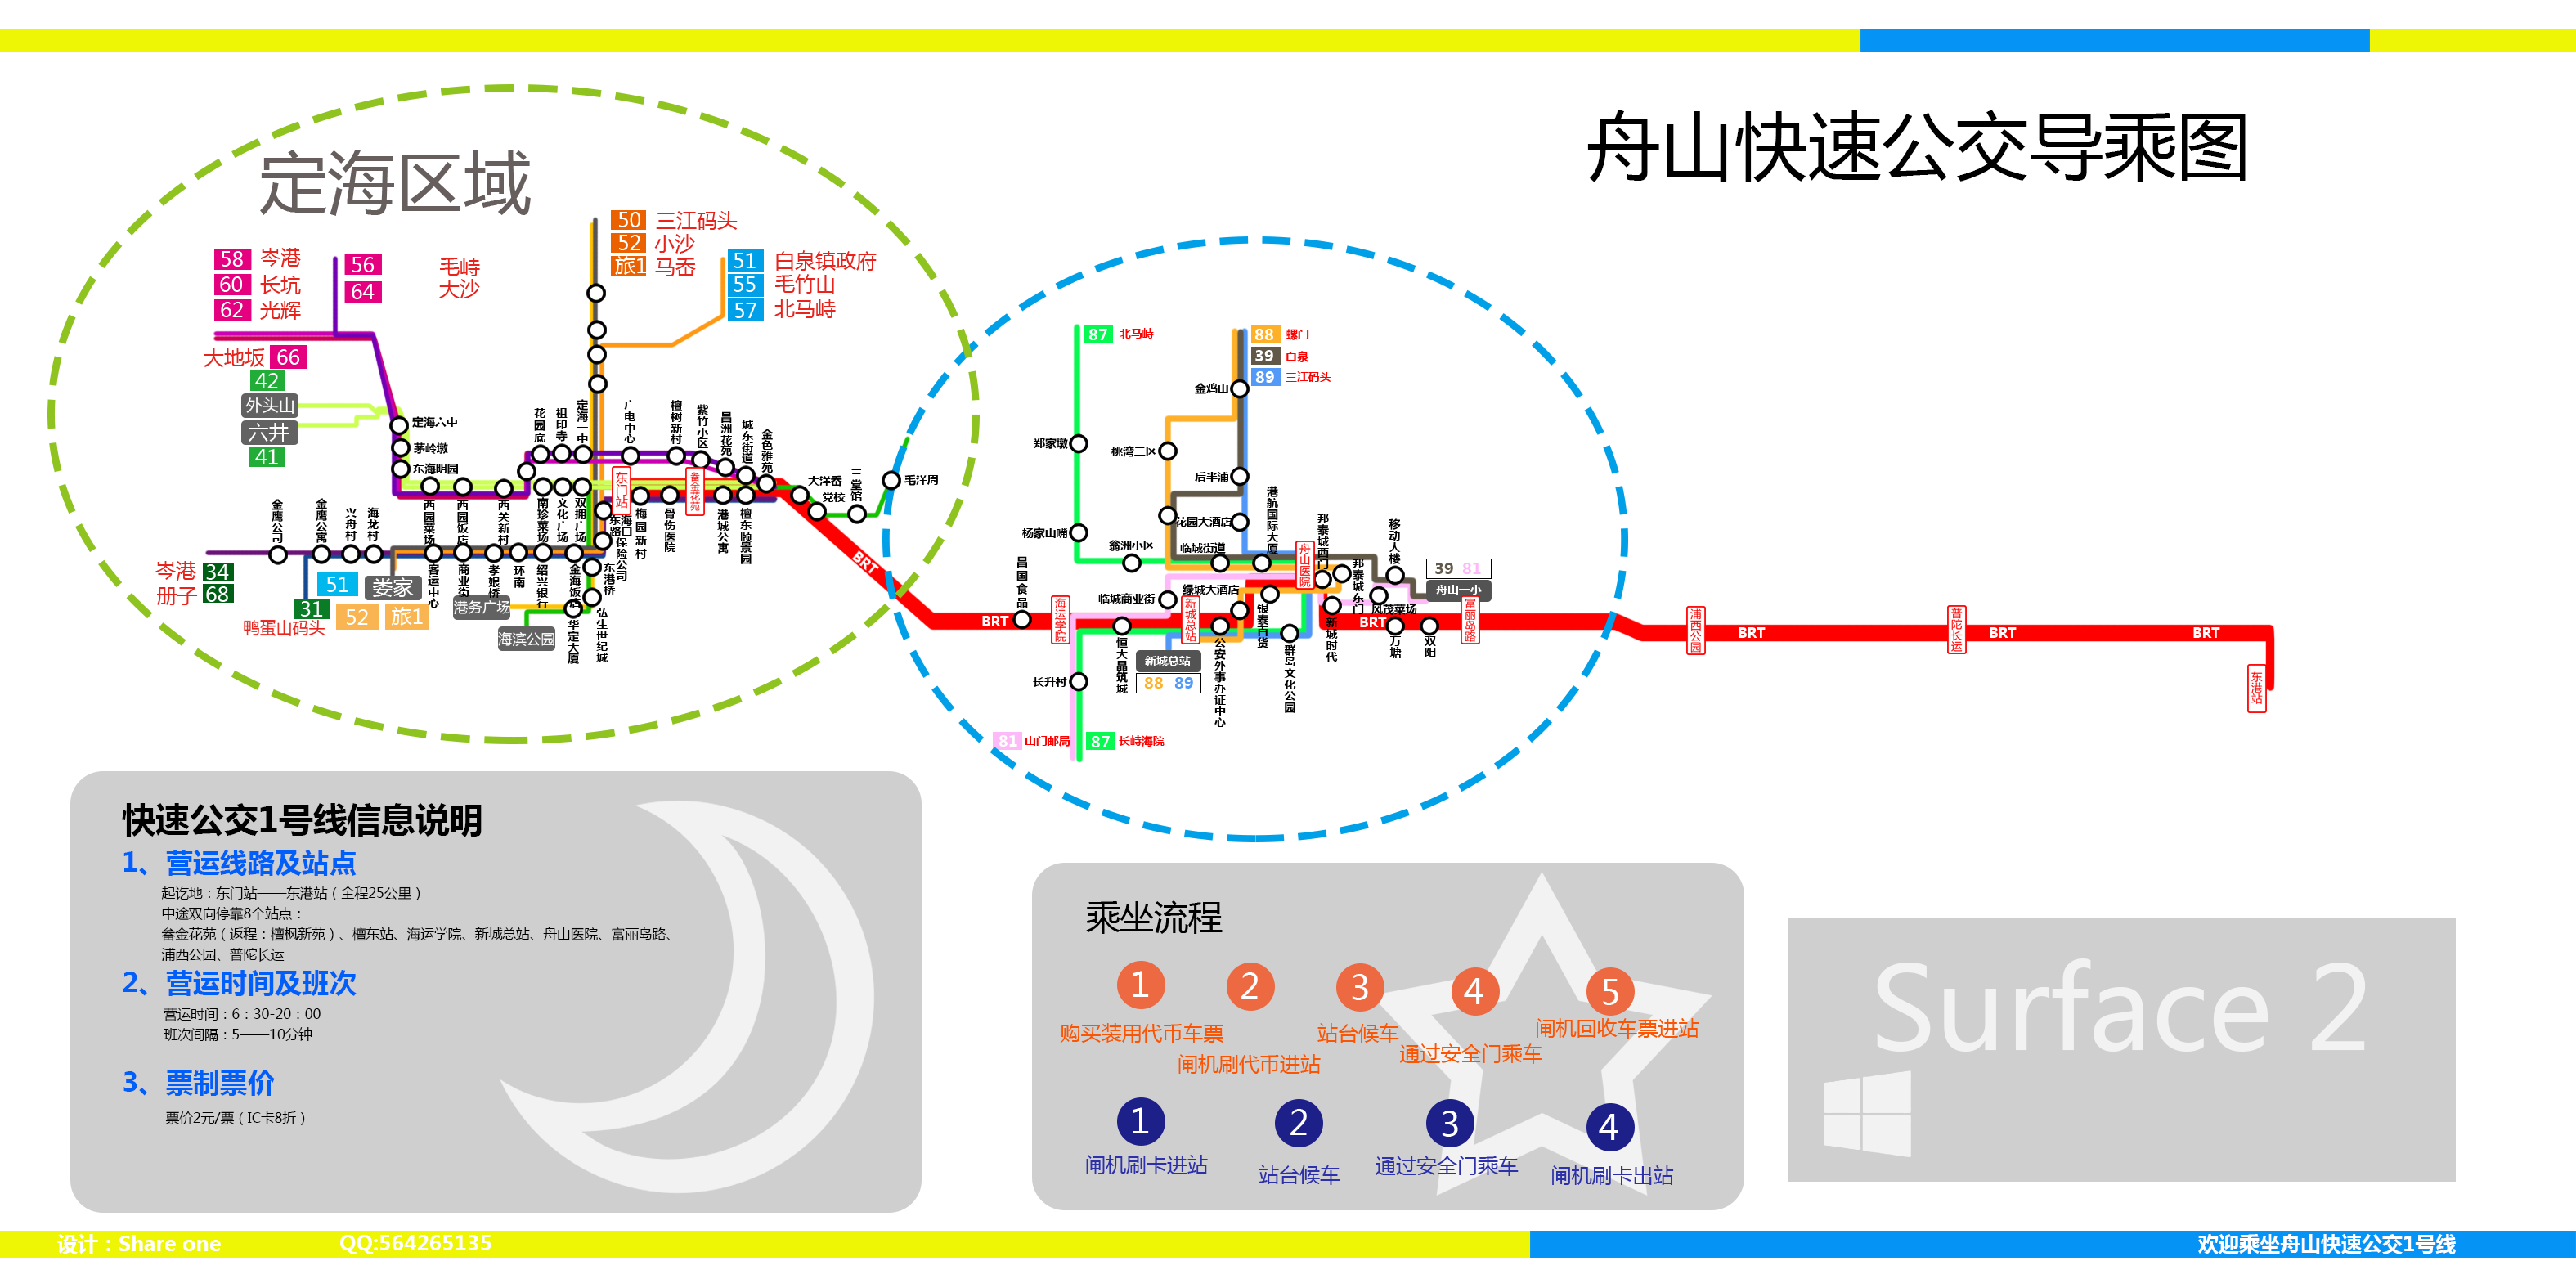 舟山快速公交导乘图
定海区域
58 岑港
60 长坑
62 光辉
56 毛峙
64 大沙
大地坂 66
42
外头山
六井
41
50 三江码头
52 小沙
旅1 马岙
51 白泉镇政府
55 毛竹山
57 北马峙
定海六中
茅岭墩
东海明园
花园底
祖印寺
定海一中
广电中心
檀树新村
紫竹小区
昌洲花苑
城东街道
金色雅苑
大洋岙
党校
三堂馆
毛洋周
东门站
畚金花苑
西园菜场
西园饭店
西关新村
南珍菜场
文化广场
双拥广场
东海路口
梅园新村
骨伤医院
港城公寓
檀东颐景园
保险公司
金鹰公司
金鹰公寓
兴舟村
海龙村
客运中心
商业街
孝娘桥
环南
绍兴银行
金海饭店
东港桥
岑港 34
册子 68
51
娄家
31
52
旅1
鸭蛋山码头
港务广场
海滨公园
华定大厦
弘生世纪城
BRT
87 北马峙
88 螺门
39 白泉
89 三江码头
金鸡山
郑家墩
桃湾二区
后半浦
杨家山嘴
花园大酒店
港航国际大厦
翁洲小区
临城街道
舟山医院
邦泰城西门
邦泰城东门
移动大楼
39 81
舟山一小
昌国食品
BRT
海运学院
临城商业街
绿城大酒店
新城总站
银泰百货
新城时代
BRT
风茂菜场
富丽岛路
恒大晶筑城
公安外事办证中心
群岛文化公园
万塘
双阳
新城总站
88 89
长升村
81 山门邮局
87 长峙海院
浦西公园
BRT
普陀长运
BRT
BRT
东港站
快速公交1号线信息说明
1、营运线路及站点
起讫地：东门站——东港站（全程25公里）
中途双向停靠8个站点：
畚金花苑（返程：檀枫新苑）、檀东站、海运学院、新城总站、舟山医院、富丽岛路、
浦西公园、普陀长运
2、营运时间及班次
营运时间：6：30-20：00
班次间隔：5——10分钟
3、票制票价
票价2元/票（IC卡8折）
乘坐流程
1 2 3 4 5
购买装用代币车票
闸机刷代币进站
站台候车
通过安全门乘车
闸机回收车票进站
1 2 3 4
闸机刷卡进站
站台候车
通过安全门乘车
闸机刷卡出站
Surface 2
设计：Share one
QQ:564265135
欢迎乘坐舟山快速公交1号线